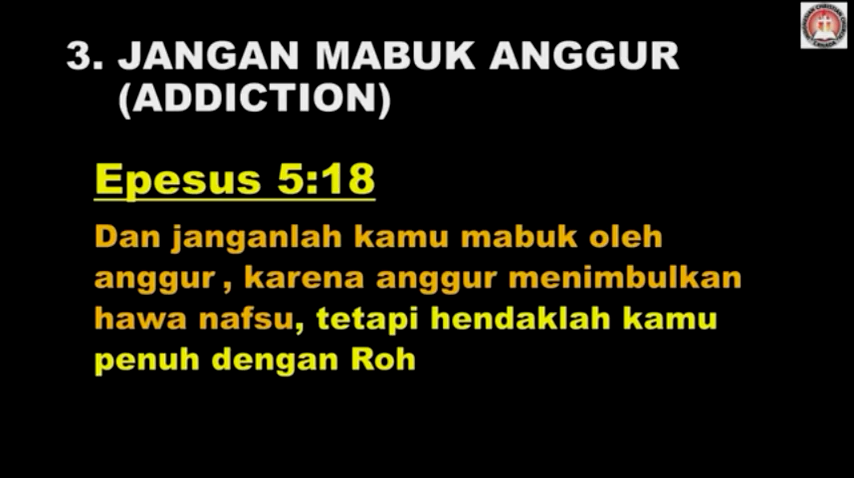 3. JANGAN MABUK ANGGUR
(ADDICTION)
Epesus 5:18
Dan janganlah kamu mabuk oleh
anggur , karena anggur menimbulkan
hawa nafsu, tetapi hendaklah kamu
penuh dengan Roh